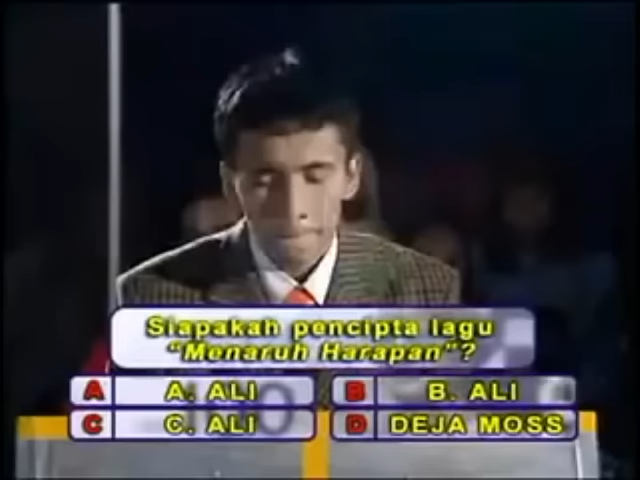 Siapakah pencipta lagu
"Menaruh Harapan"?
A A. ALI
B B. ALI
C C. ALI
D DEJA MOSS